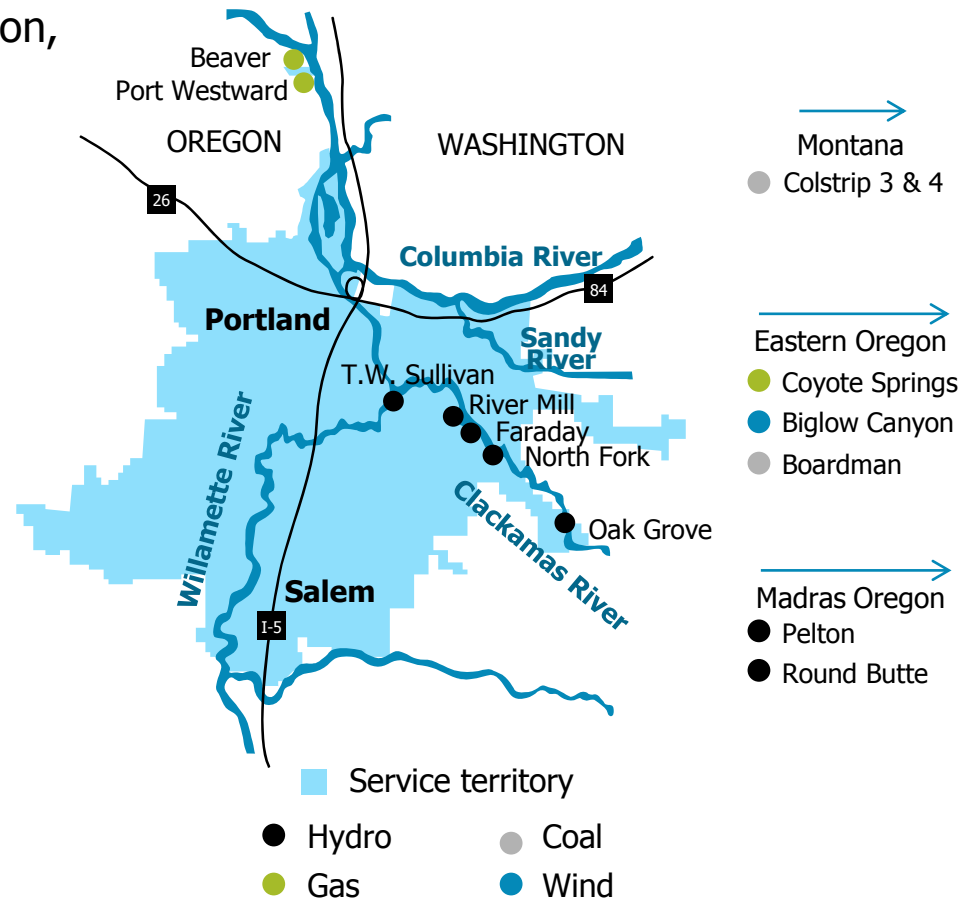 on,
Beaver
Port Westward
OREGON
WASHINGTON
26
Columbia River
84
Portland
Sandy
River
T.W. Sullivan
River Mill
Faraday
North Fork
Willamette River
Clackamas River
Oak Grove
Salem
I-5
Montana
Colstrip 3 & 4
Eastern Oregon
Coyote Springs
Biglow Canyon
Boardman
Madras Oregon
Pelton
Round Butte
Service territory
Hydro
Coal
Gas
Wind